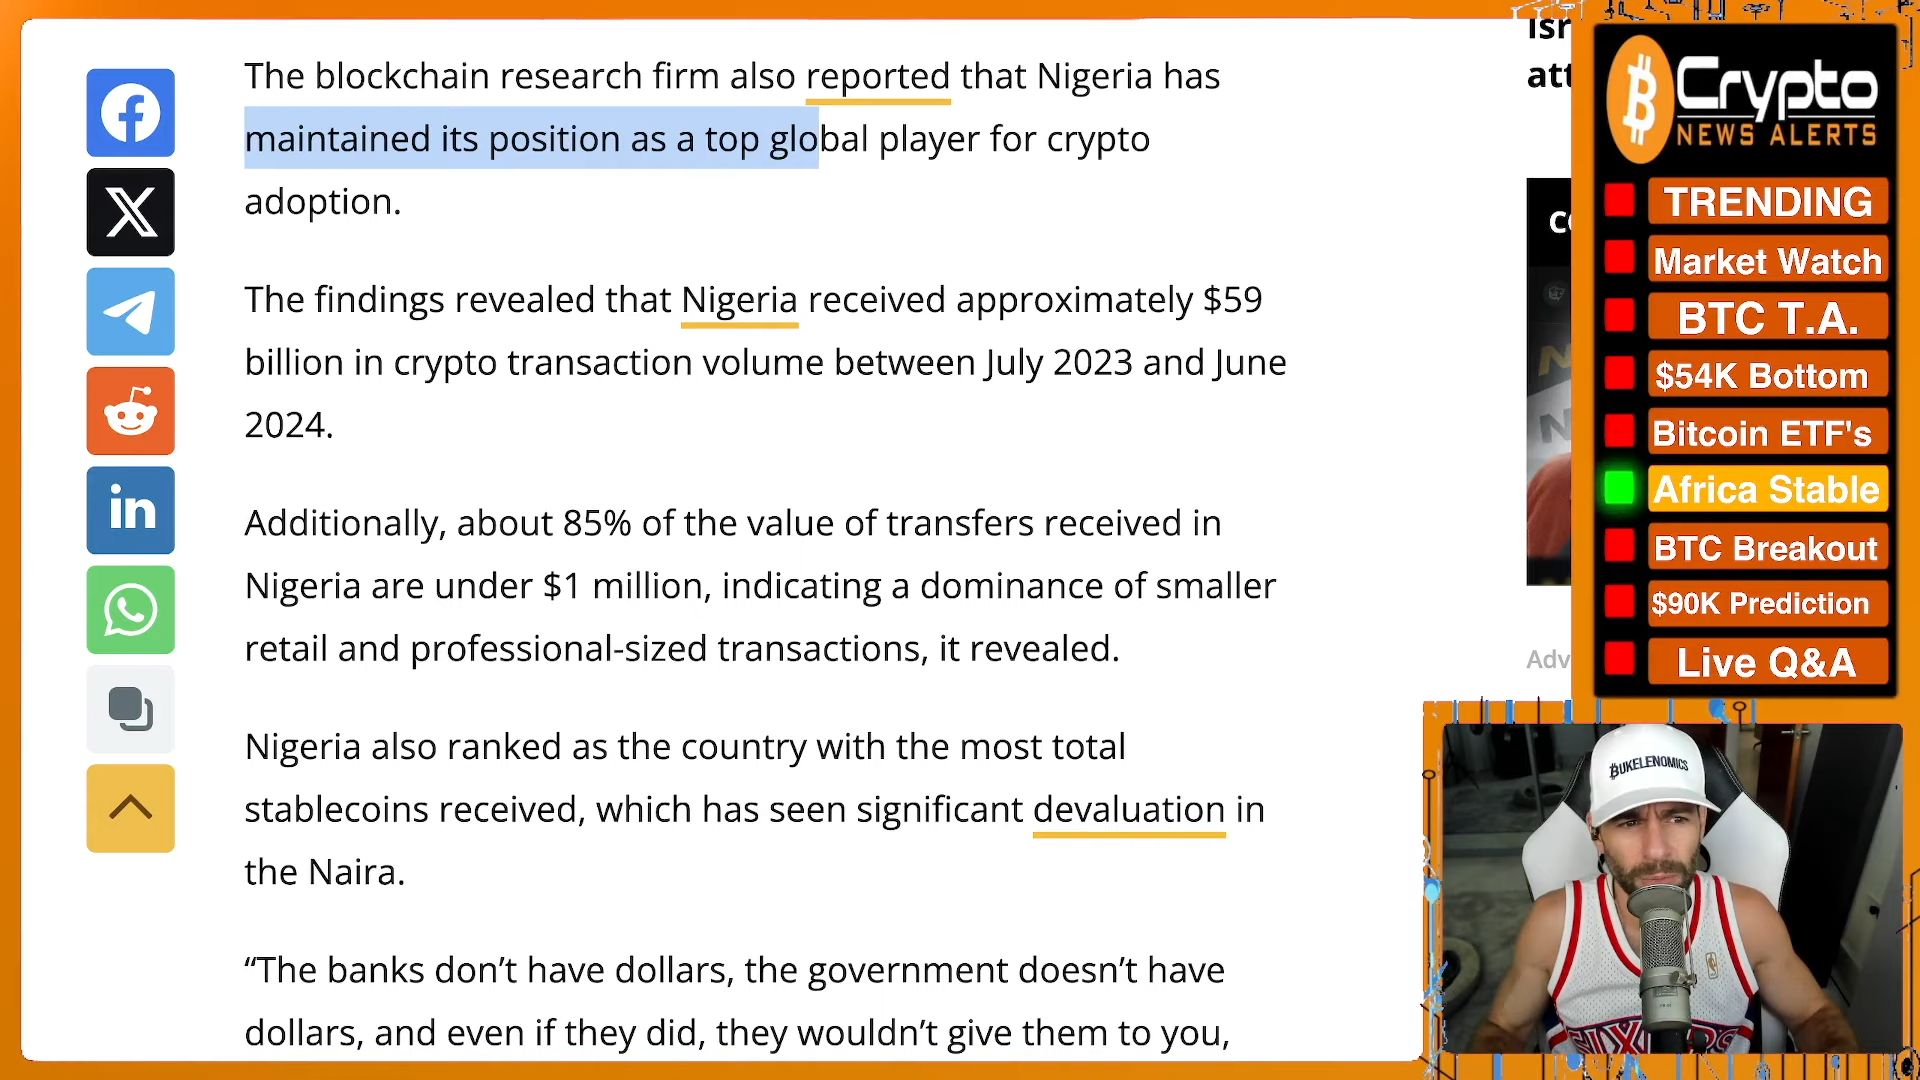 The blockchain research firm also reported that Nigeria has
maintained its position as a top global player for crypto
adoption.
The findings revealed that Nigeria received approximately $59
billion in crypto transaction volume between July 2023 and June
2024.
Additionally, about 85% of the value of transfers received in
Nigeria are under $1 million, indicating a dominance of smaller
retail and professional-sized transactions, it revealed.
Nigeria also ranked as the country with the most total
stablecoins received, which has seen significant devaluation in
the Naira.
“The banks don’t have dollars, the government doesn’t have
dollars, and even if they did, they wouldn’t give them to you,
in
Isr
att
Adv
Crypto
NEWS ALERTS
TRENDING
Market Watch
BTC T.A.
$54K Bottom
Bitcoin ETF's
Africa Stable
BTC Breakout
$90K Prediction
Live Q&A
BUKELENOMICS